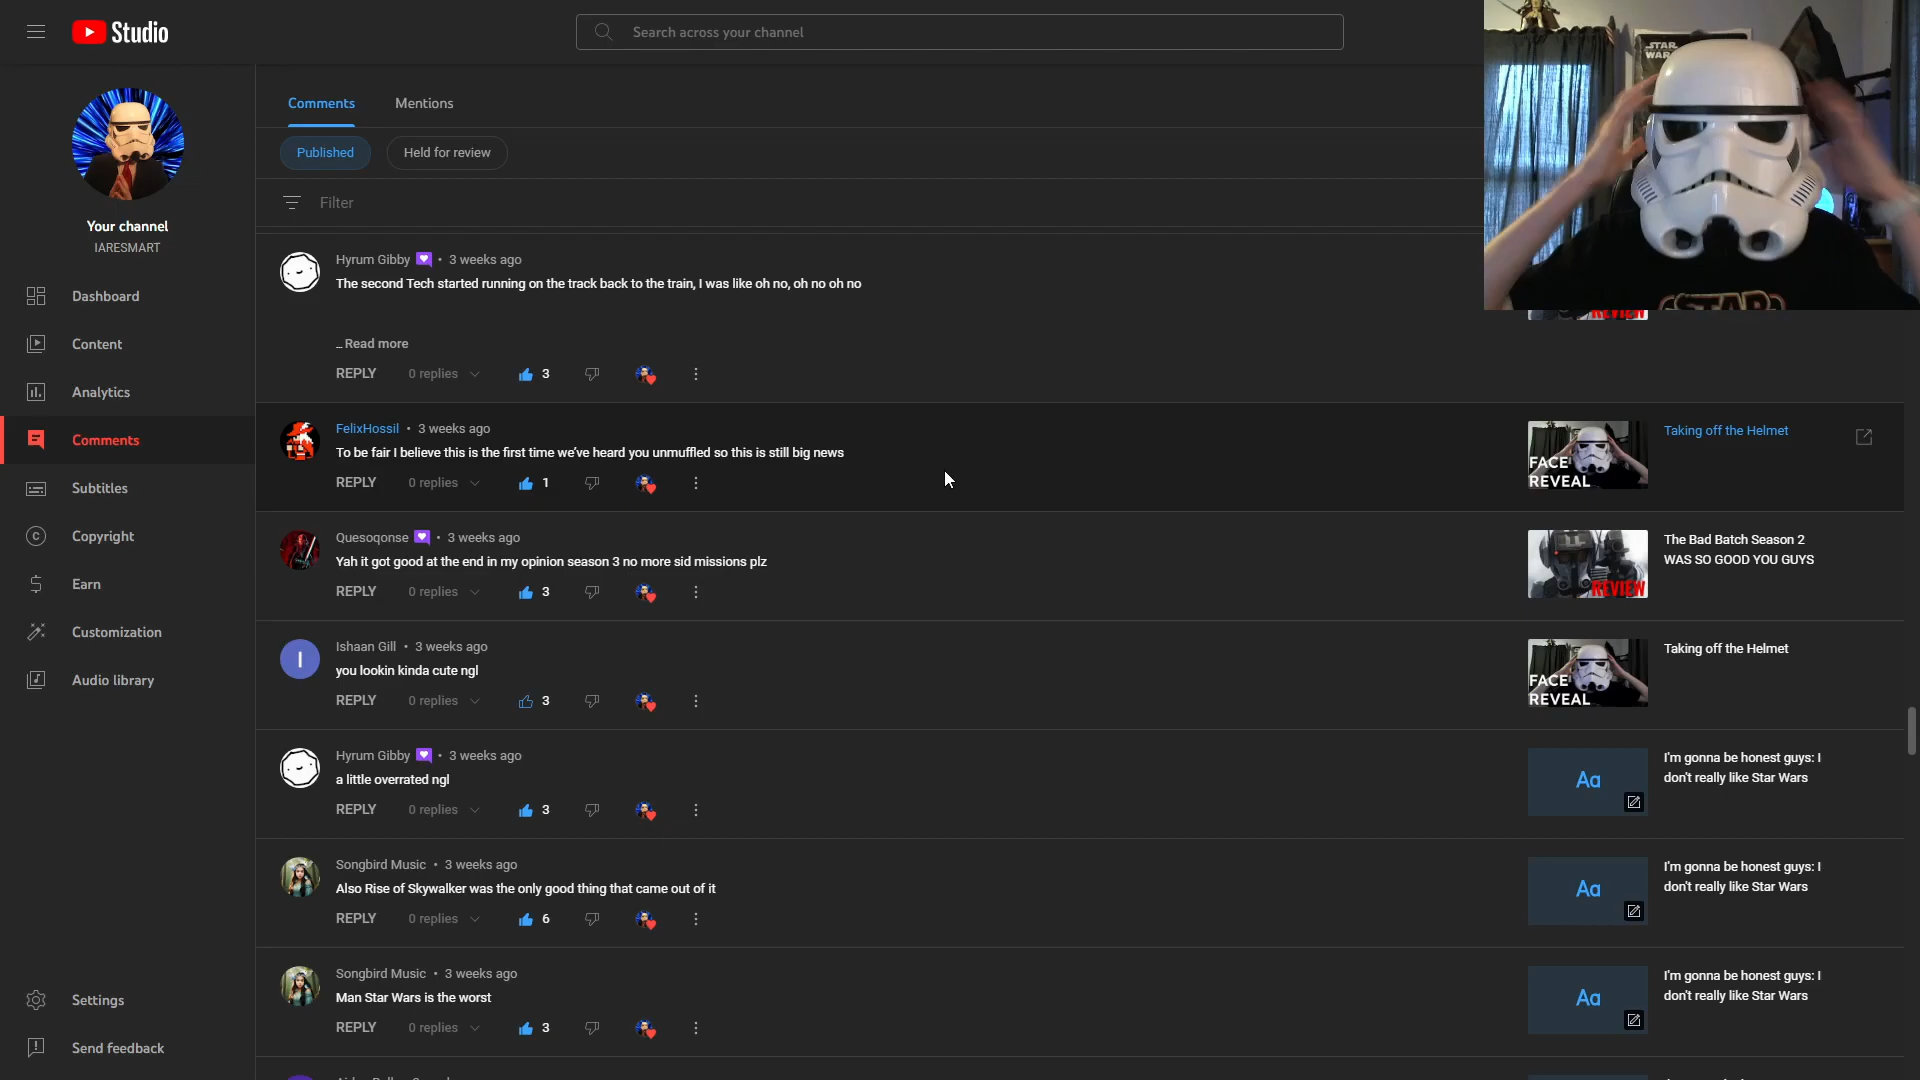 Studio
Search across your channel
STAR
WARS
Your channel
IARESMART
Dashboard
Content
Analytics
Comments
Subtitles
Copyright
Earn
Customization
Audio library
Settings
Send feedback
Comments
Mentions
Published
Held for review
Filter
Hyrum Gibby • 3 weeks ago
The second Tech started running on the track back to the train, I was like oh no, oh no oh no
...Read more
REPLY 0 replies 3
REVIEW
STAR
FelixHossil • 3 weeks ago
To be fair I believe this is the first time we've heard you unmuffled so this is still big news
REPLY 0 replies 1
FACE
REVEAL
Taking off the Helmet
Quesoqonse • 3 weeks ago
Yah it got good at the end in my opinion season 3 no more sid missions plz
REPLY 0 replies 3
REVIEW
The Bad Batch Season 2
WAS SO GOOD YOU GUYS
I
Ishaan Gill • 3 weeks ago
you lookin kinda cute ngl
REPLY 0 replies 3
FACE
REVEAL
Taking off the Helmet
Hyrum Gibby • 3 weeks ago
a little overrated ngl
REPLY 0 replies 3
Aa
I'm gonna be honest guys: I
don't really like Star Wars
Songbird Music • 3 weeks ago
Also Rise of Skywalker was the only good thing that came out of it
REPLY 0 replies 6
Aa
I'm gonna be honest guys: I
don't really like Star Wars
Songbird Music • 3 weeks ago
Man Star Wars is the worst
REPLY 0 replies 3
Aa
I'm gonna be honest guys: I
don't really like Star Wars